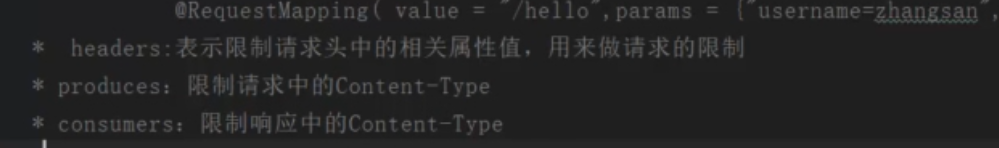 @RequestMapping( value = "/hello",params = {"username=zhangsan",
* headers:表示限制请求头中的相关属性值，用来做请求的限制
* produces：限制请求中的Content-Type
* consumers：限制响应中的Content-Type